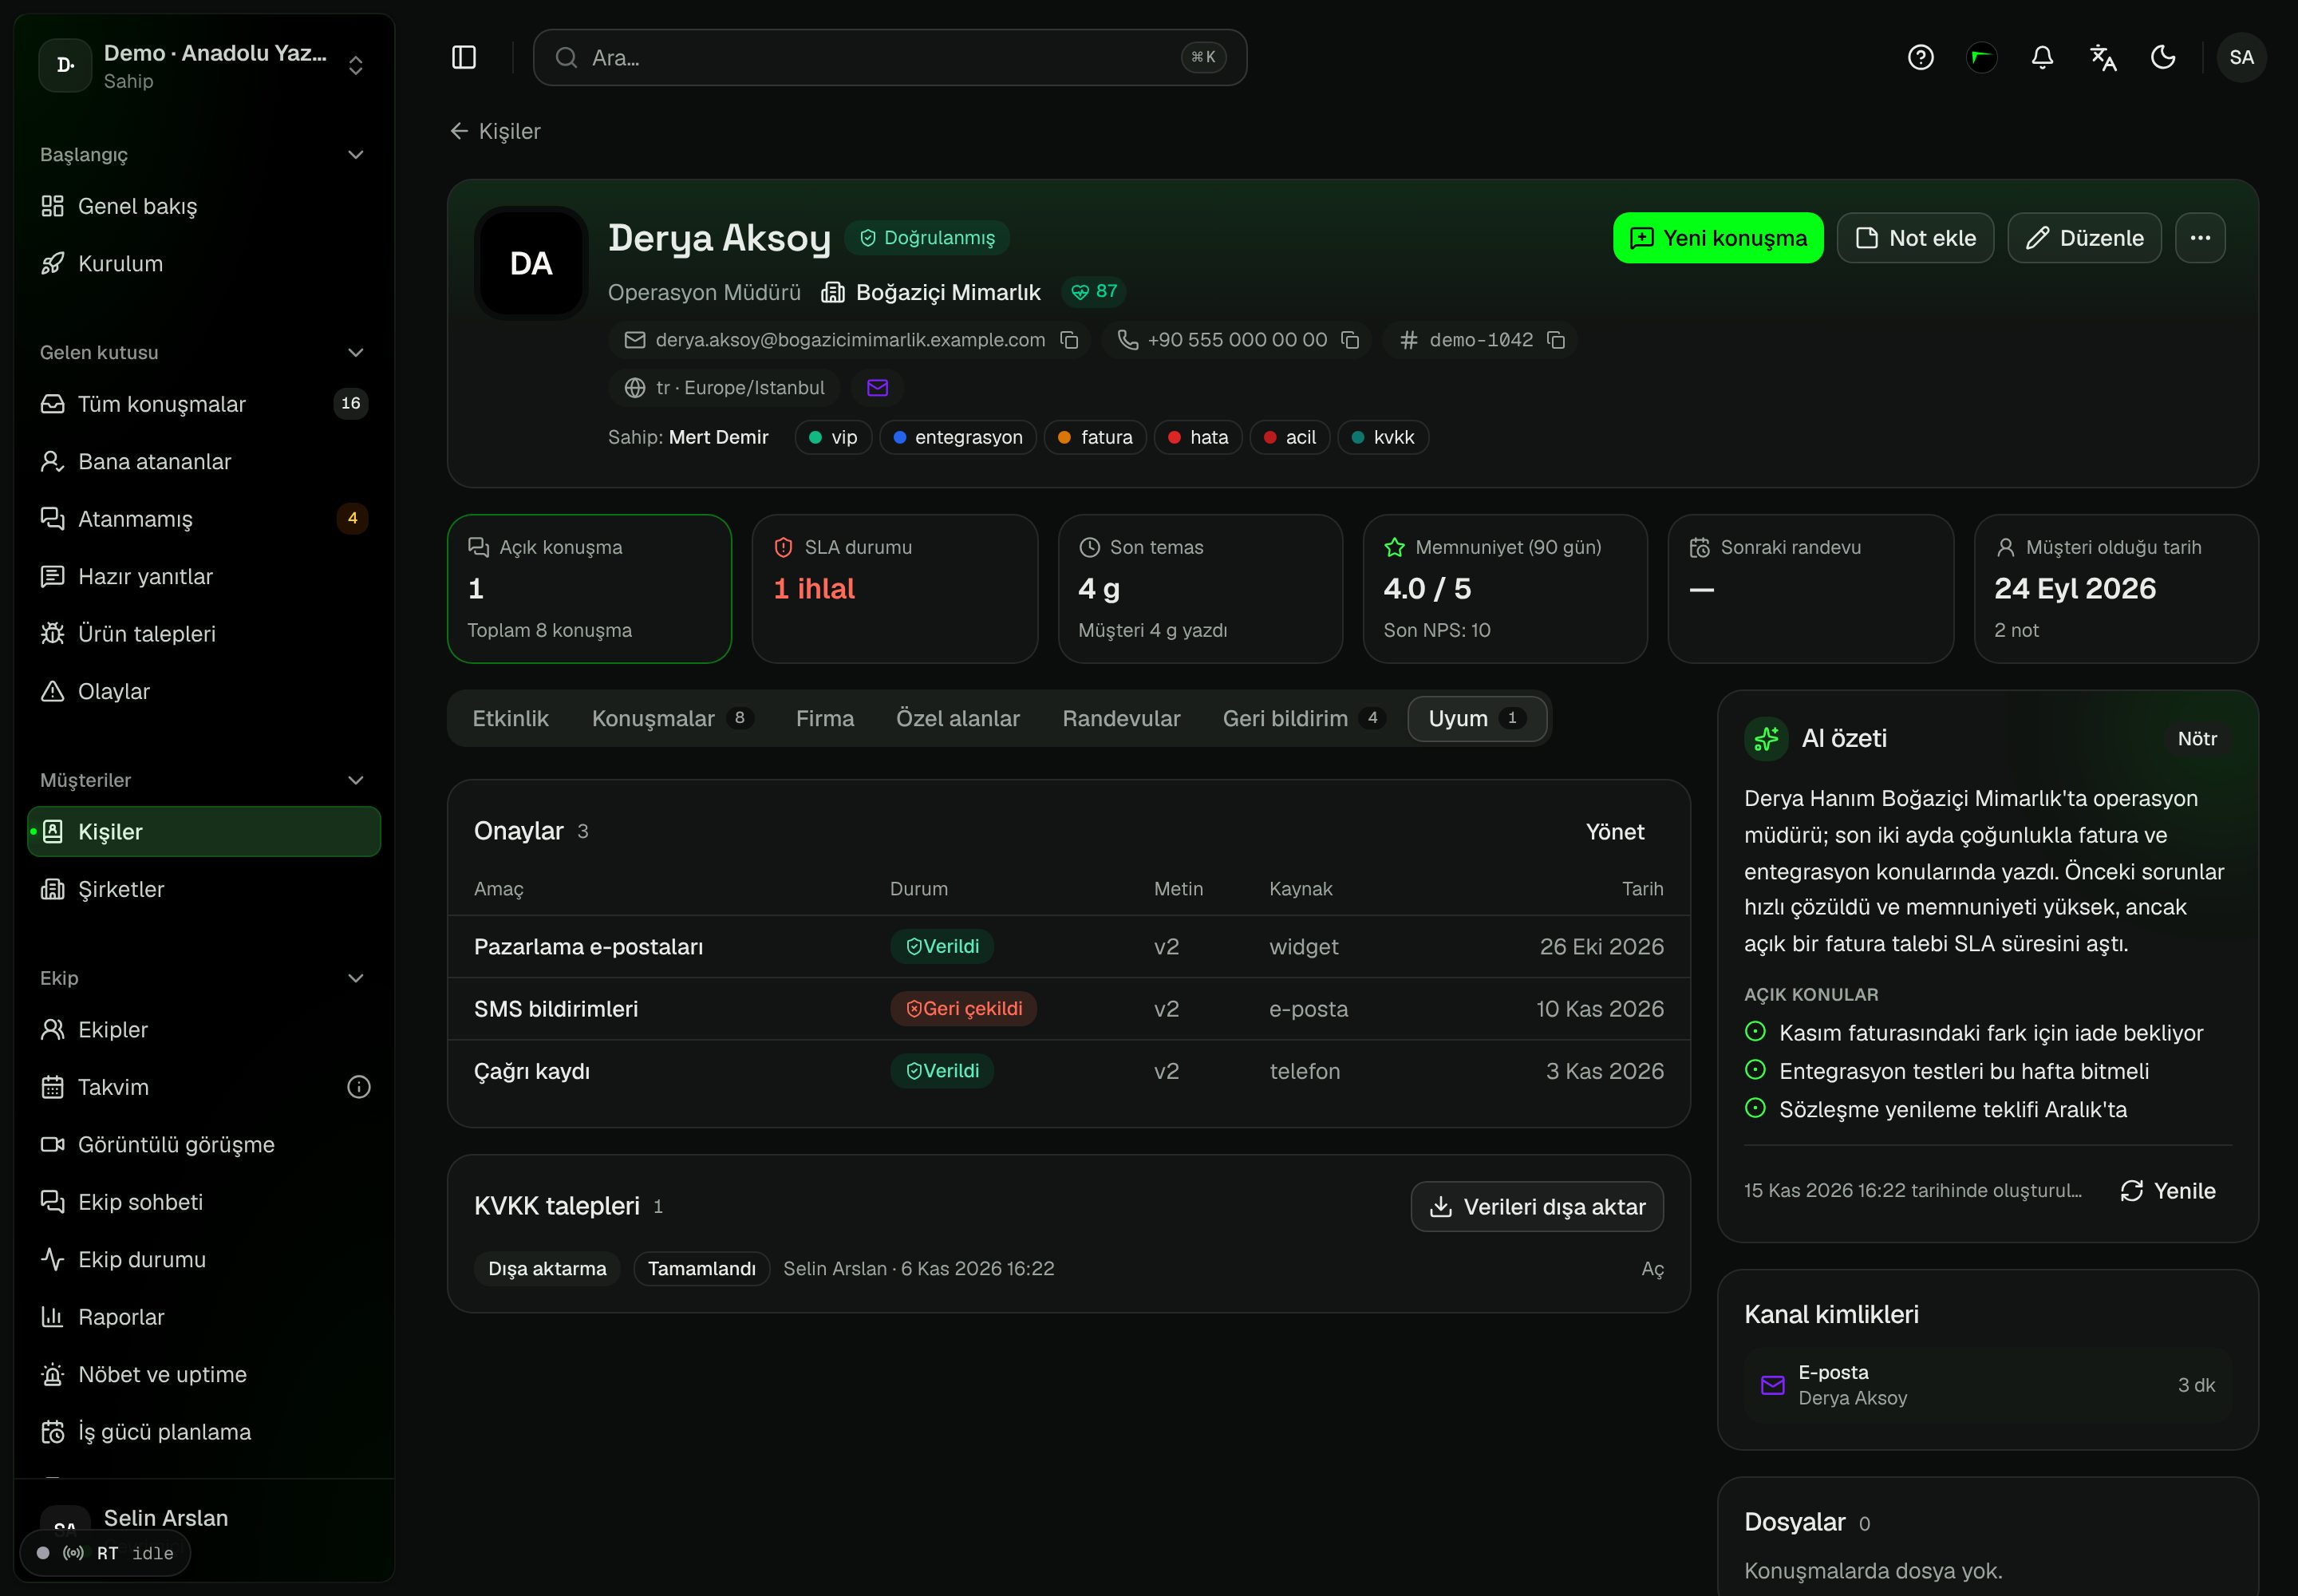 D·
Demo · Anadolu Yaz...
Sahip
Başlangıç
Genel bakış
Kurulum
Gelen kutusu
Tüm konuşmalar 16
Bana atananlar
Atanmamış 4
Hazır yanıtlar
Ürün talepleri
Olaylar
Müşteriler
Kişiler
Şirketler
Ekip
Ekipler
Takvim
Görüntülü görüşme
Ekip sohbeti
Ekip durumu
Raporlar
Nöbet ve uptime
İş gücü planlama
SA
Selin Arslan
RT idle
Ara...
⌘K
SA
Kişiler
DA
Derya Aksoy
Doğrulanmış
Yeni konuşma
Not ekle
Düzenle
Operasyon Müdürü Boğaziçi Mimarlık 87
derya.aksoy@bogazicimimarlik.example.com +90 555 000 00 00 demo-1042
tr · Europe/Istanbul
Sahip: Mert Demir vip entegrasyon fatura hata acil kvkk
Açık konuşma
1
Toplam 8 konuşma
SLA durumu
1 ihlal
Son temas
4 g
Müşteri 4 g yazdı
Memnuniyet (90 gün)
4.0 / 5
Son NPS: 10
Sonraki randevu
—
Müşteri olduğu tarih
24 Eyl 2026
2 not
Etkinlik Konuşmalar 8 Firma Özel alanlar Randevular Geri bildirim 4 Uyum 1
Onaylar 3
Yönet
Amaç Durum Metin Kaynak Tarih
Pazarlama e-postaları Verildi v2 widget 26 Eki 2026
SMS bildirimleri Geri çekildi v2 e-posta 10 Kas 2026
Çağrı kaydı Verildi v2 telefon 3 Kas 2026
KVKK talepleri 1
Verileri dışa aktar
Dışa aktarma Tamamlandı Selin Arslan · 6 Kas 2026 16:22 Aç
AI özeti
Nötr
Derya Hanım Boğaziçi Mimarlık'ta operasyon
müdürü; son iki ayda çoğunlukla fatura ve
entegrasyon konularında yazdı. Önceki sorunlar
hızlı çözüldü ve memnuniyeti yüksek, ancak
açık bir fatura talebi SLA süresini aştı.
AÇIK KONULAR
Kasım faturasındaki fark için iade bekliyor
Entegrasyon testleri bu hafta bitmeli
Sözleşme yenileme teklifi Aralık'ta
15 Kas 2026 16:22 tarihinde oluşturul...
Yenile
Kanal kimlikleri
E-posta
Derya Aksoy
3 dk
Dosyalar 0
Konuşmalarda dosya yok.